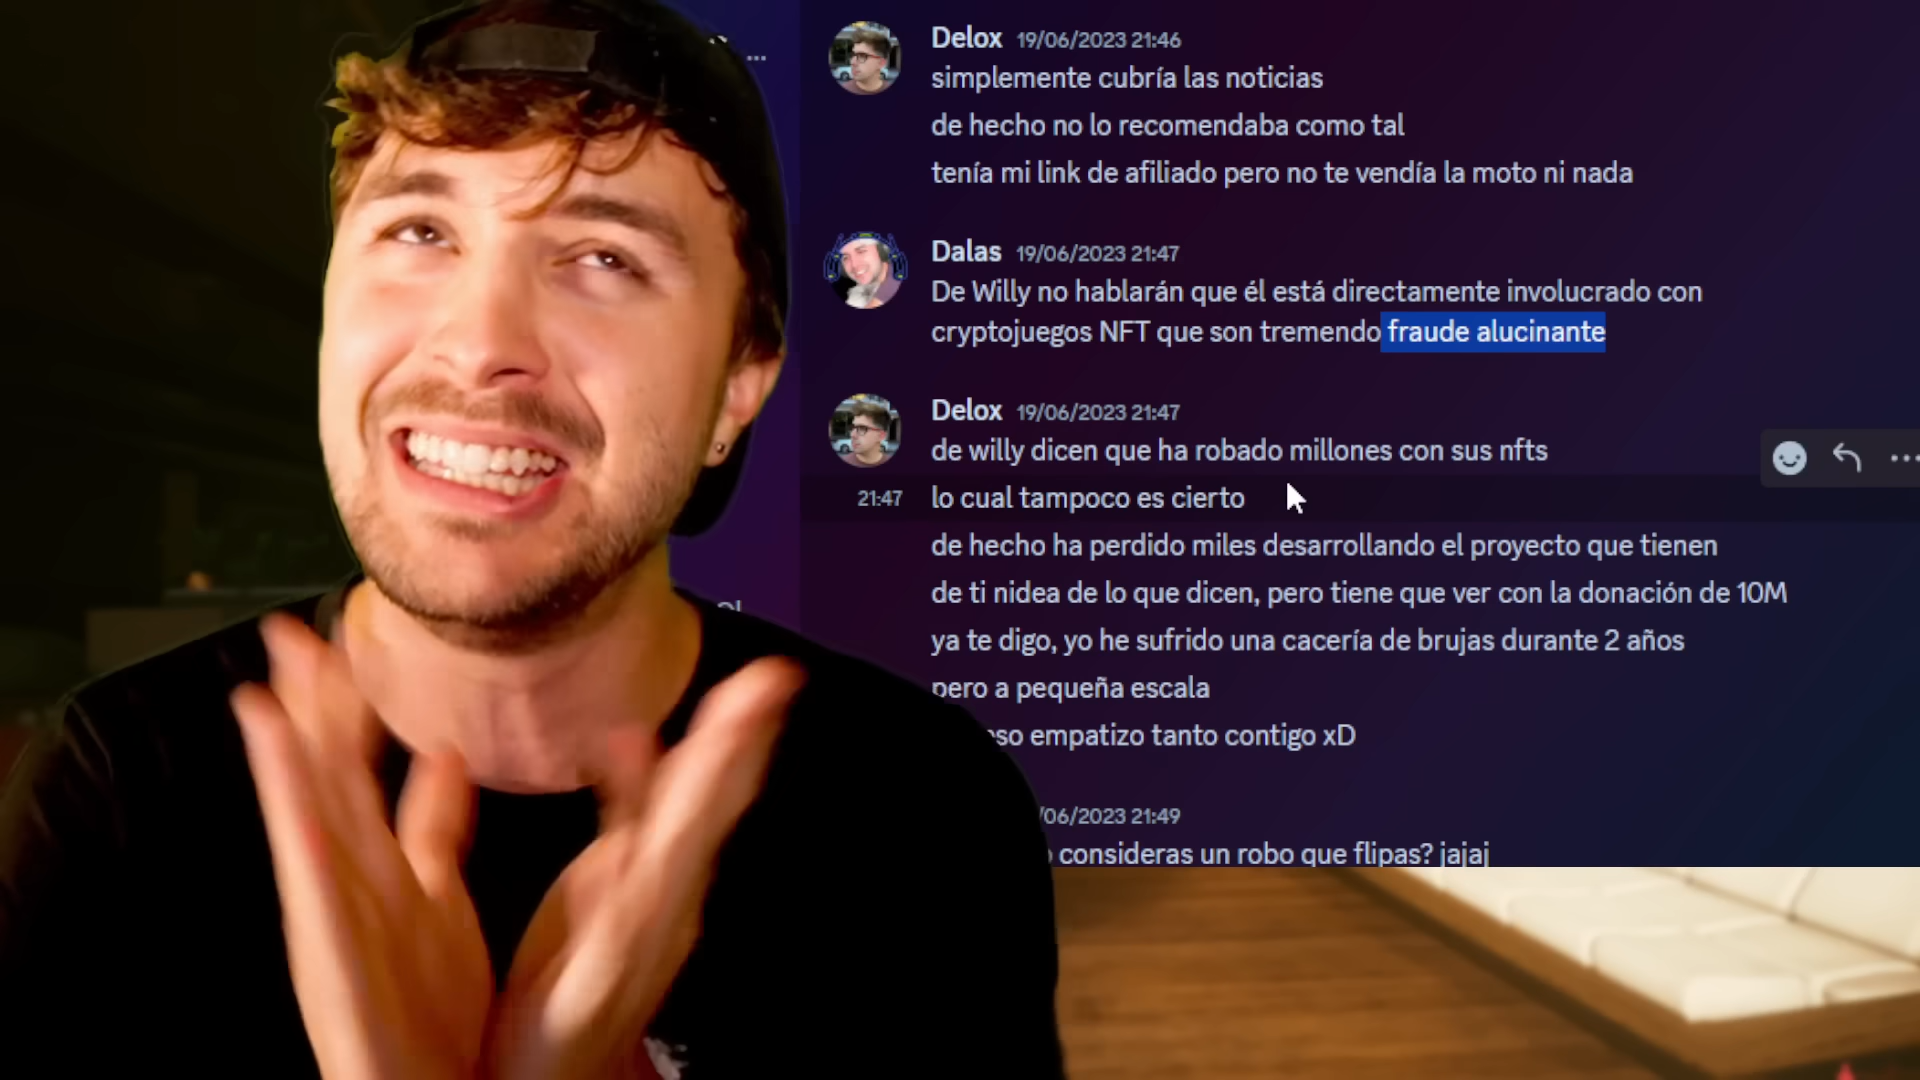 Delox 19/06/2023 21:46
simplemente cubría las noticias
de hecho no lo recomendaba como tal
tenía mi link de afiliado pero no te vendía la moto ni nada
Dalas 19/06/2023 21:47
De Willy no hablarán que él está directamente involucrado con
cryptojuegos NFT que son tremendo fraude alucinante
Delox 19/06/2023 21:47
de willy dicen que ha robado millones con sus nfts
21:47 lo cual tampoco es cierto
de hecho ha perdido miles desarrollando el proyecto que tienen
de ti nidea de lo que dicen, pero tiene que ver con la donación de 10M
ya te digo, yo he sufrido una cacería de brujas durante 2 años
pero a pequeña escala
empatizo tanto contigo xD
/06/2023 21:49
consideras un robo que flipas? jajaj